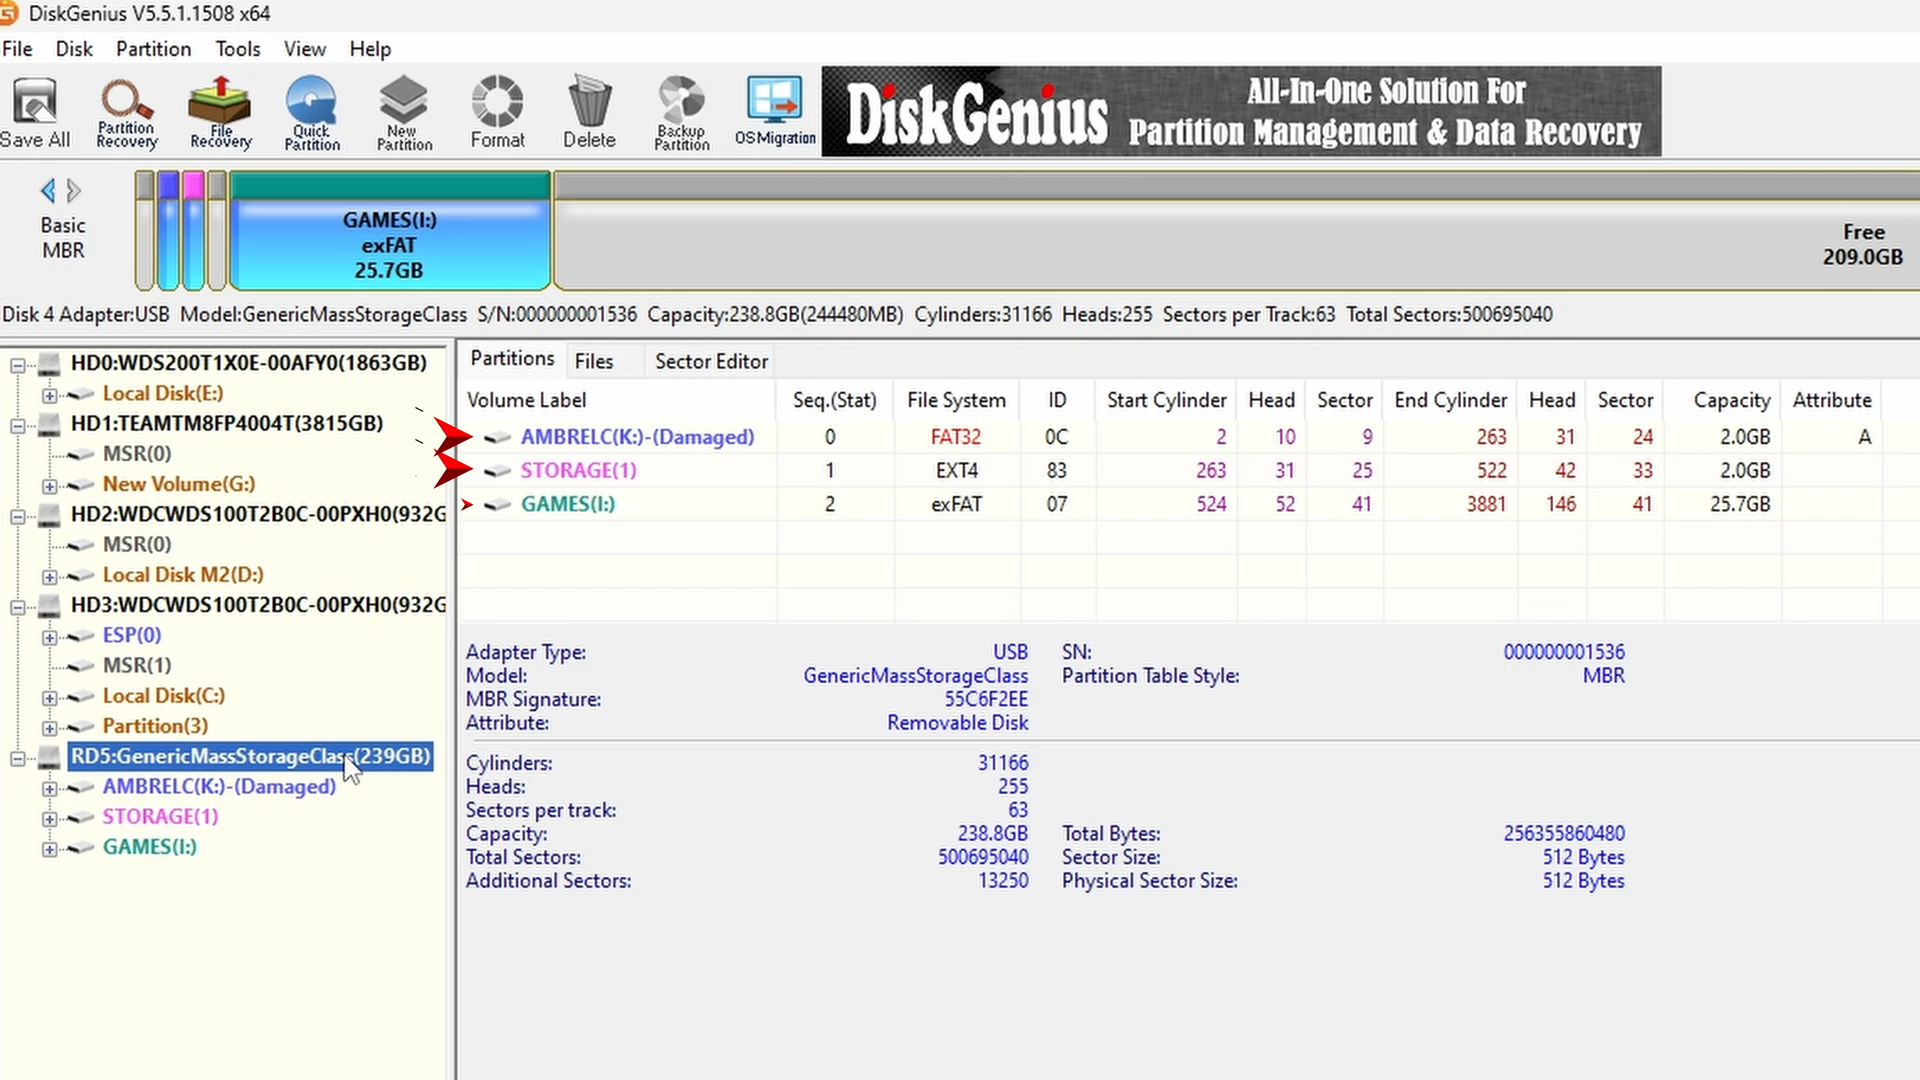 DiskGenius V5.5.1.1508 x64
File Disk Partition Tools View Help
Save All
Partition Recovery
File Recovery
Quick Partition
New Partition
Format
Delete
Backup Partition
OS Migration
DiskGenius
All-In-One Solution For
Partition Management & Data Recovery
Basic
MBR
GAMES(I:)
exFAT
25.7GB
Free
209.0GB
Disk 4 Adapter:USB Model:GenericMassStorageClass S/N:000000001536 Capacity:238.8GB(244480MB) Cylinders:31166 Heads:255 Sectors per Track:63 Total Sectors:500695040
HD0:WDS200T1X0E-00AFY0(1863GB)
Local Disk(E:)
HD1:TEAMTM8FP4004T(3815GB)
MSR(0)
New Volume(G:)
HD2:WDCWDS100T2B0C-00PXH0(932G
MSR(0)
Local Disk M2(D:)
HD3:WDCWDS100T2B0C-00PXH0(932G
ESP(0)
MSR(1)
Local Disk(C:)
Partition(3)
RD5:GenericMassStorageClass(239GB)
AMBRELC(K:)-(Damaged)
STORAGE(1)
GAMES(I:)
Partitions Files Sector Editor
Volume Label Seq.(Stat) File System ID Start Cylinder Head Sector End Cylinder Head Sector Capacity Attribute
AMBRELC(K:)-(Damaged) 0 FAT32 0C 2 10 9 263 31 24 2.0GB A
STORAGE(1) 1 EXT4 83 263 31 25 522 42 33 2.0GB
GAMES(I:) 2 exFAT 07 524 52 41 3881 146 41 25.7GB
Adapter Type: USB SN: 000000001536
Model: GenericMassStorageClass Partition Table Style: MBR
MBR Signature: 55C6F2EE
Attribute: Removable Disk
Cylinders: 31166
Heads: 255
Sectors per track: 63
Capacity: 238.8GB Total Bytes: 256355860480
Total Sectors: 500695040 Sector Size: 512 Bytes
Additional Sectors: 13250 Physical Sector Size: 512 Bytes